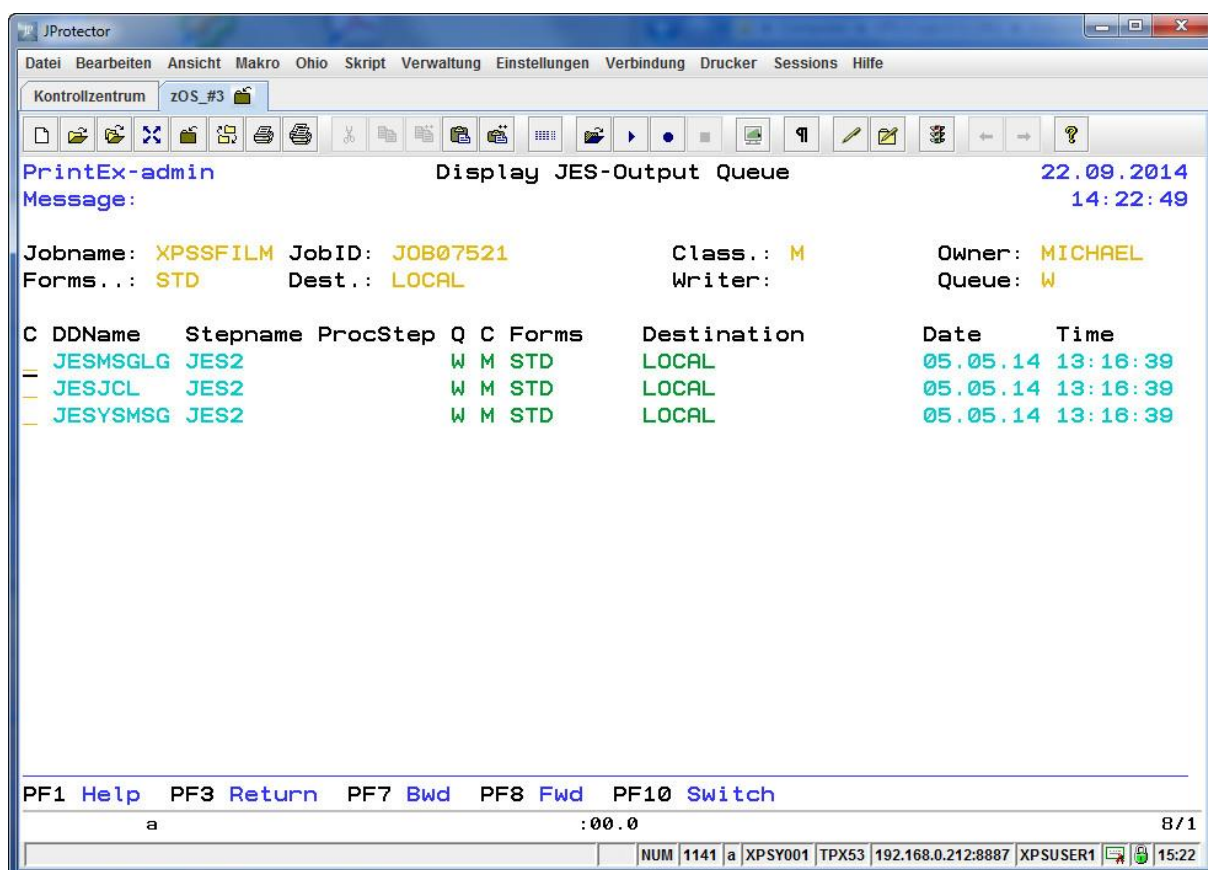 JProtector
Datei Bearbeiten Ansicht Makro Ohio Skript Verwaltung Einstellungen Verbindung Drucker Sessions Hilfe
Kontrollzentrum zOS_#3
PrintEx-admin Display JES-Output Queue 22.09.2014
Message: 14:22:49
Jobname: XPSSFILM JobID: JOB07521 Class.: M Owner: MICHAEL
Forms..: STD Dest.: LOCAL Writer: Queue: W
C DDName Stepname ProcStep Q C Forms Destination Date Time
_ JESMSGLG JES2 W M STD LOCAL 05.05.14 13:16:39
_ JESJCL JES2 W M STD LOCAL 05.05.14 13:16:39
_ JESYSMSG JES2 W M STD LOCAL 05.05.14 13:16:39
PF1 Help PF3 Return PF7 Bwd PF8 Fwd PF10 Switch
a :00.0 8/1
NUM 1141 a XPSY001 TPX53 192.168.0.212:8887 XPSUSER1 15:22